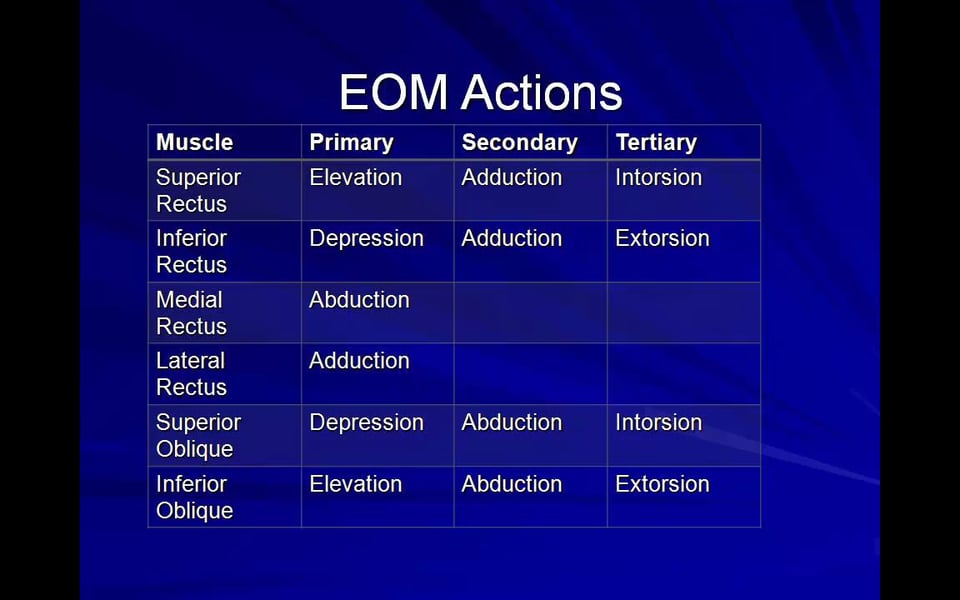 EOM Actions
Muscle Primary Secondary Tertiary
Superior Rectus Elevation Adduction Intorsion
Inferior Rectus Depression Adduction Extorsion
Medial Rectus Abduction
Lateral Rectus Adduction
Superior Oblique Depression Abduction Intorsion
Inferior Oblique Elevation Abduction Extorsion